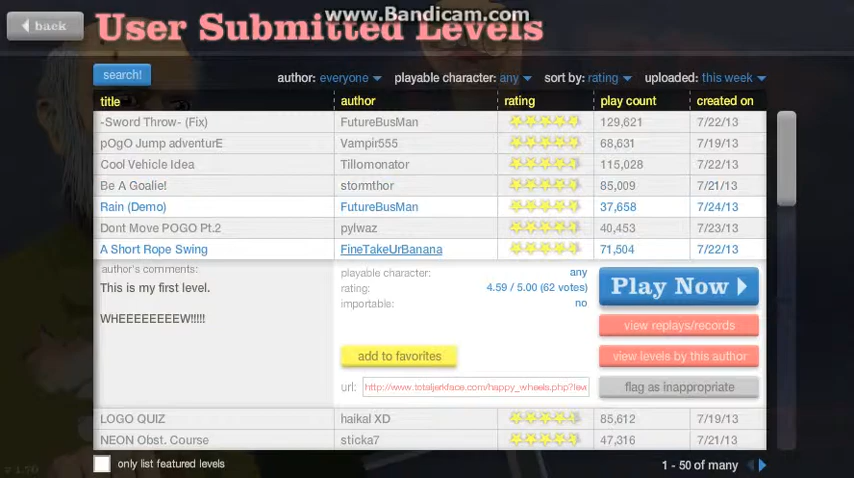 www.Bandicam.com
back
User Submitted Levels
search!
author: everyone playable character: any sort by: rating uploaded: this week
title author rating play count created on
-Sword Throw- (Fix) FutureBusMan 129,621 7/22/13
pOgO Jump adventurE Vampir555 68,631 7/19/13
Cool Vehicle Idea Tillomonator 115,028 7/22/13
Be A Goalie! stormthor 85,009 7/21/13
Rain (Demo) FutureBusMan 37,658 7/24/13
Dont Move POGO Pt.2 pylwaz 40,453 7/23/13
A Short Rope Swing FineTakeUrBanana 71,504 7/22/13
author's comments:
This is my first level.
WHEEEEEEEEW!!!!!
playable character: any
rating: 4.59 / 5.00 (62 votes)
importable: no
add to favorites
url: http://www.totaljerkface.com/happy_wheels.php?lev
Play Now
view replays/records
view levels by this author
flag as inappropriate
LOGO QUIZ haikal XD 85,612 7/19/13
NEON Obst. Course sticka7 47,316 7/21/13
only list featured levels
1 - 50 of many